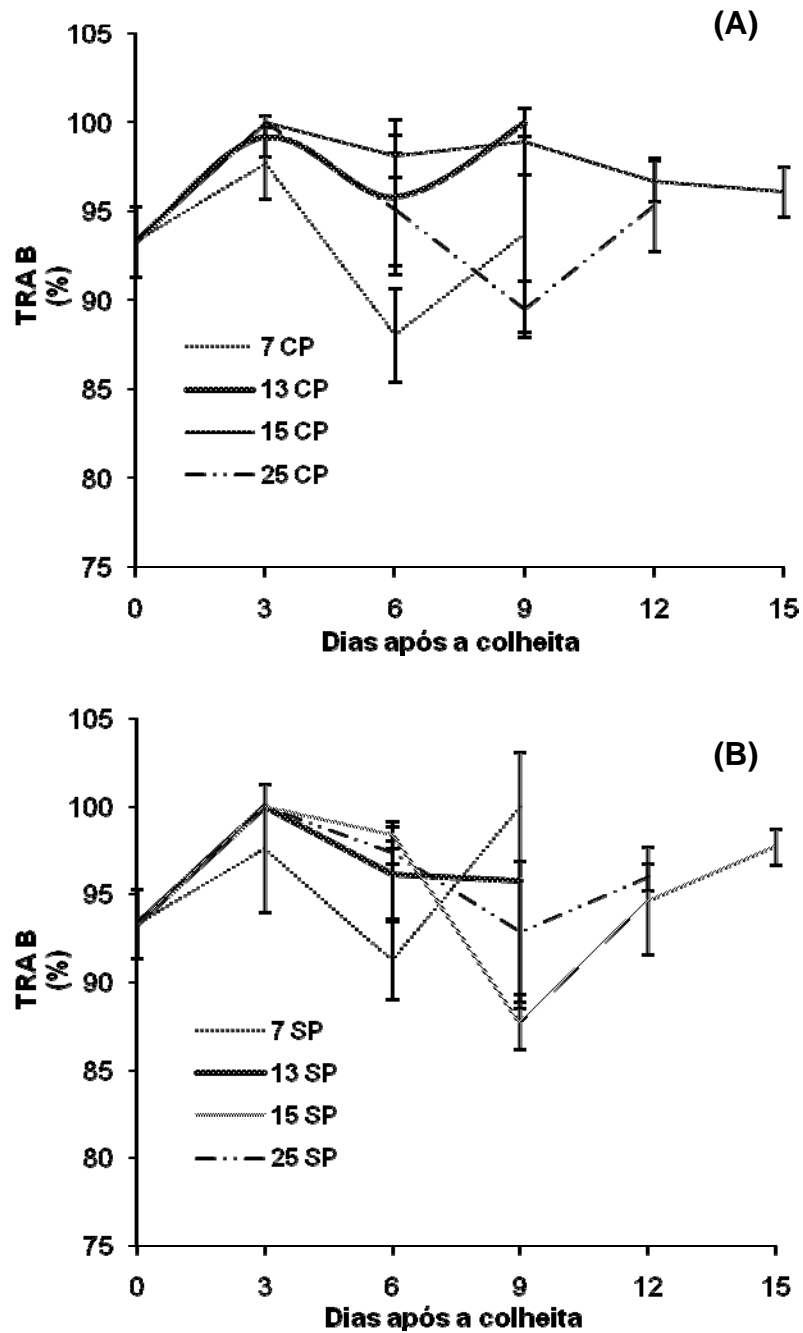 (A)
105
100
95
90
85
80
75
TRA B
(%)
7 CP
13 CP
15 CP
25 CP
0 3 6 9 12 15
Dias após a colheita
(B)
105
100
95
90
85
80
75
TRA B
(%)
7 SP
13 SP
15 SP
25 SP
0 3 6 9 12 15
Dias após a colheita